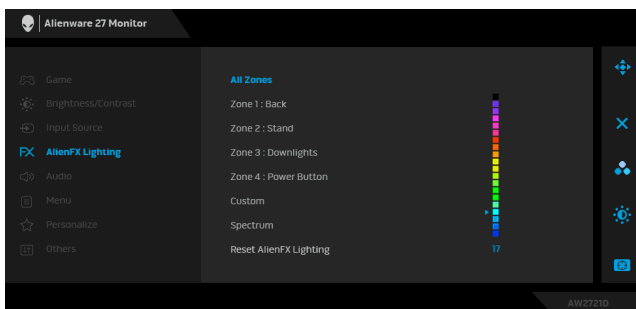 Alienware 27 Monitor
Game
Brightness/Contrast
Input Source
AlienFX Lighting
Audio
Menu
Personalize
Others
All Zones
Zone 1 : Back
Zone 2 : Stand
Zone 3 : Downlights
Zone 4 : Power Button
Custom
Spectrum
Reset AlienFX Lighting
17
AW2721D